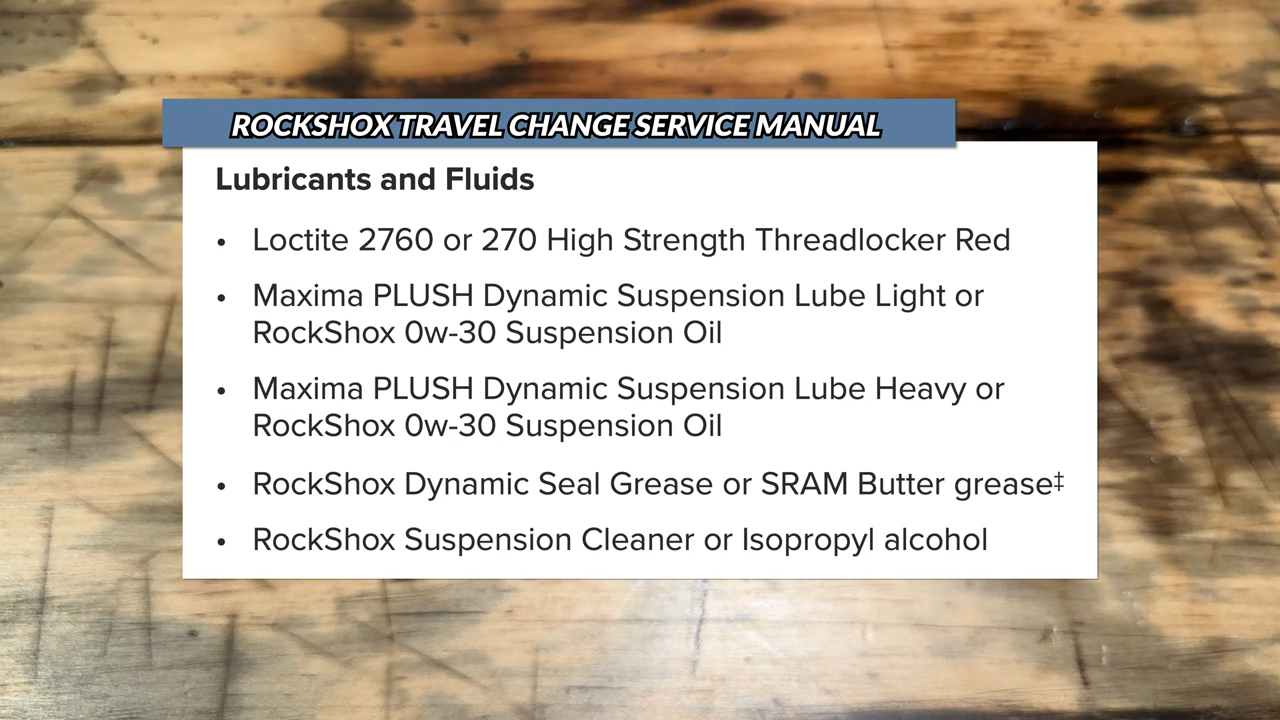 ROCKSHOX TRAVEL CHANGE SERVICE MANUAL
Lubricants and Fluids
• Loctite 2760 or 270 High Strength Threadlocker Red
• Maxima PLUSH Dynamic Suspension Lube Light or
RockShox 0w-30 Suspension Oil
• Maxima PLUSH Dynamic Suspension Lube Heavy or
RockShox 0w-30 Suspension Oil
• RockShox Dynamic Seal Grease or SRAM Butter grease‡
• RockShox Suspension Cleaner or Isopropyl alcohol